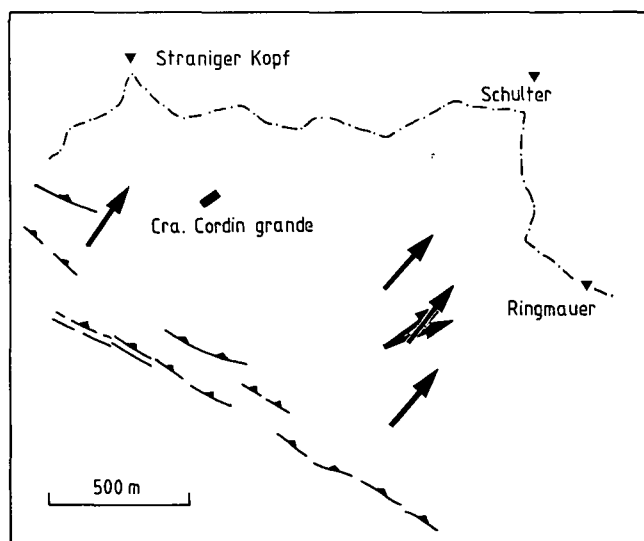 Straniger Kopf
Schulter
Cra. Cordin grande
Ringmauer
500 m